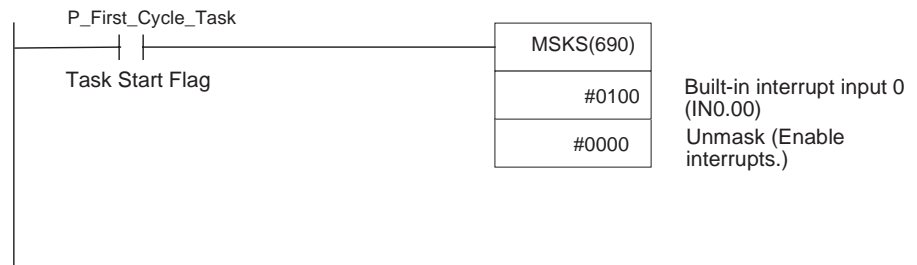 P_First_Cycle_Task
Task Start Flag
MSKS(690)
#0100
Built-in interrupt input 0
(IN0.00)
#0000
Unmask (Enable
interrupts.)